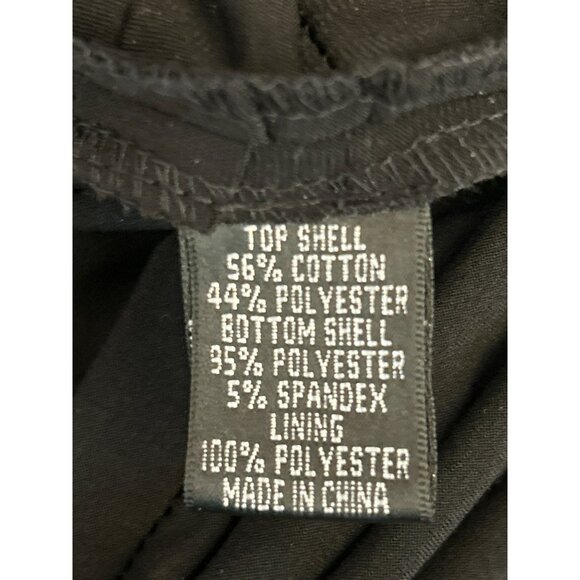 TOP SHELL
56% COTTON
44% POLYESTER
BOTTOM SHELL
95% POLYESTER
5% SPANDEX
LINING
100% POLYESTER
MADE IN CHINA